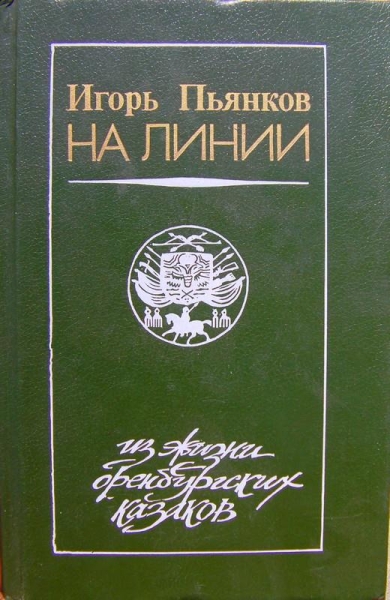 Игорь Пьянков
НА ЛИНИИ
из жизни
оренбургских
казаков